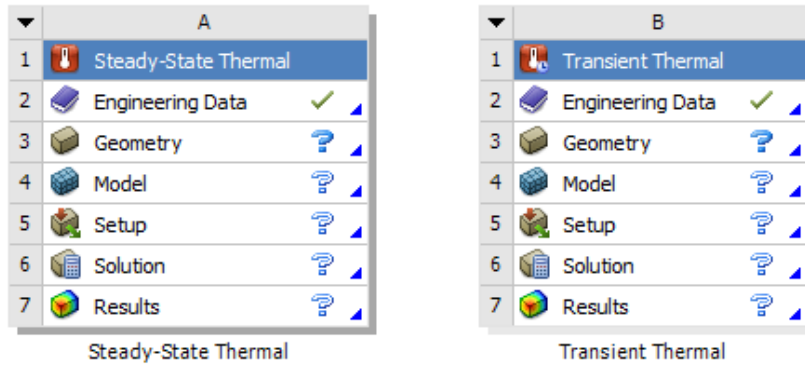 A
1 Steady-State Thermal
2 Engineering Data
3 Geometry
4 Model
5 Setup
6 Solution
7 Results
Steady-State Thermal
B
1 Transient Thermal
2 Engineering Data
3 Geometry
4 Model
5 Setup
6 Solution
7 Results
Transient Thermal